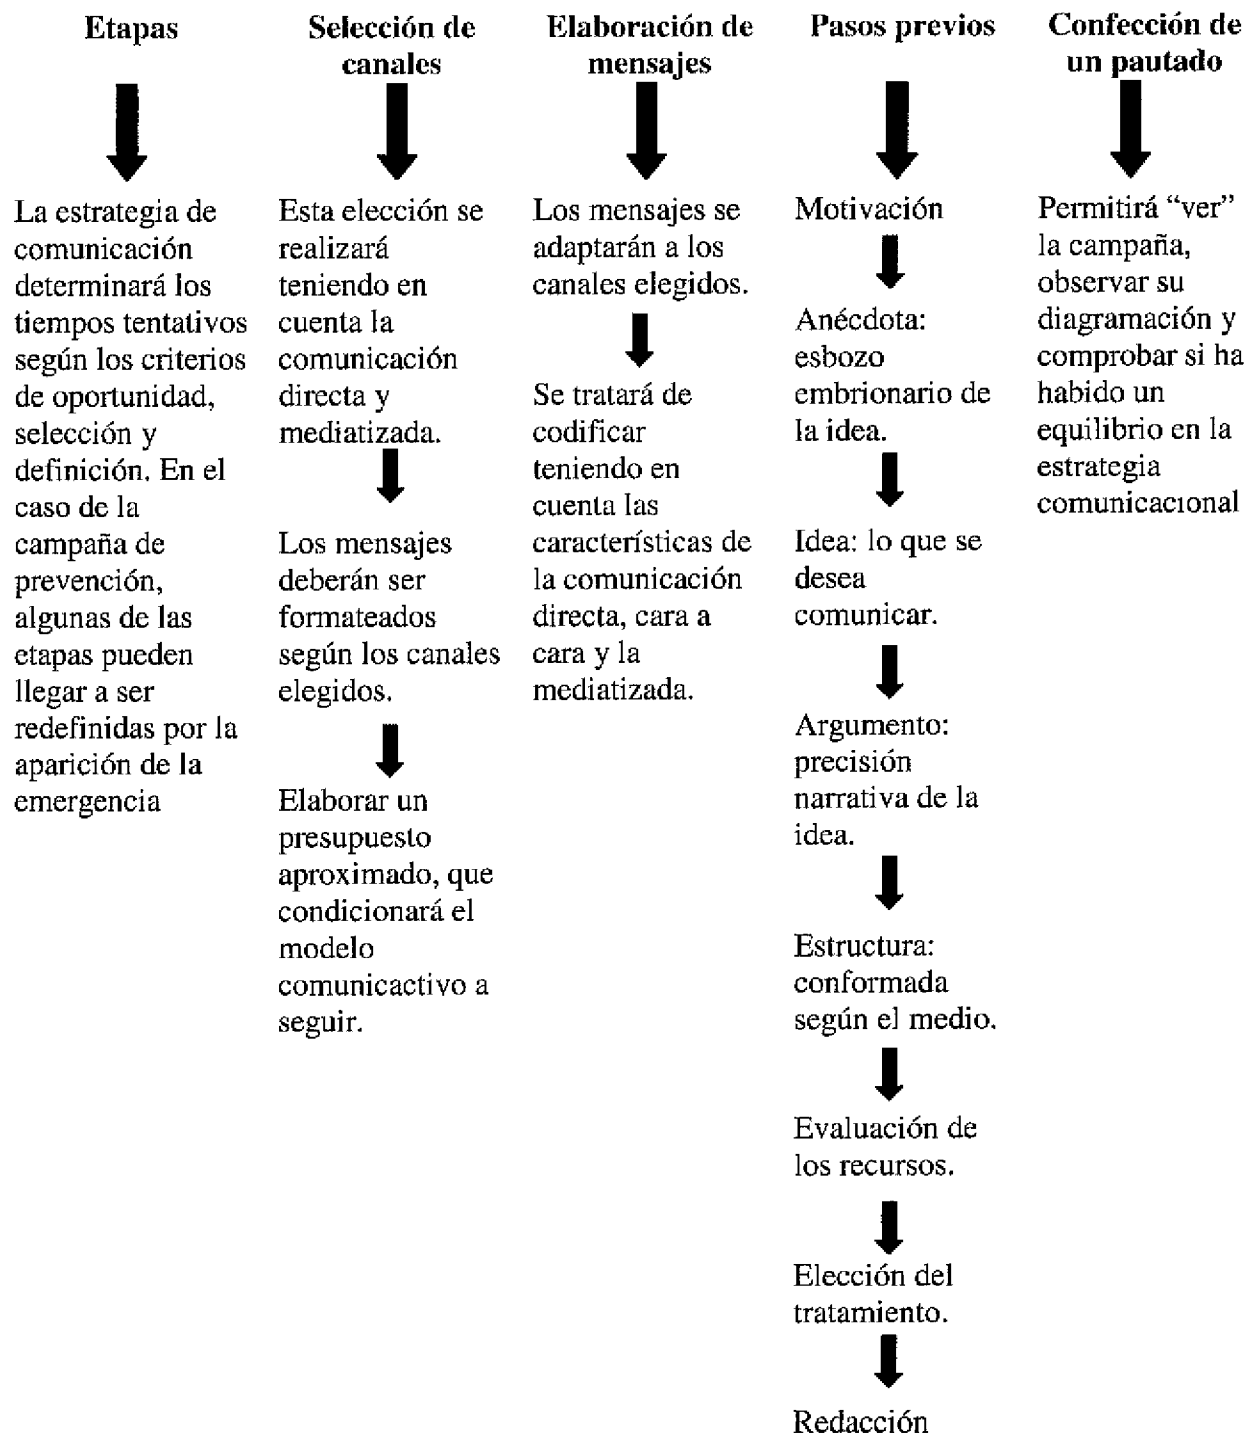 Etapas
La estrategia de
comunicación
determinará los
tiempos tentativos
según los criterios
de oportunidad,
selección y
definición. En el
caso de la
campaña de
prevención,
algunas de las
etapas pueden
llegar a ser
redefinidas por la
aparición de la
emergencia
Selección de
canales
Esta elección se
realizará
teniendo en
cuenta la
comunicación
directa y
mediatizada.
Los mensajes
deberán ser
formateados
según los canales
elegidos.
Elaborar un
presupuesto
aproximado, que
condicionará el
modelo
comunicactivo a
seguir.
Elaboración de
mensajes
Los mensajes se
adaptarán a los
canales elegidos.
Se tratará de
codificar
teniendo en
cuenta las
características de
la comunicación
directa, cara a
cara y la
mediatizada.
Pasos previos
Motivación
Anécdota:
esbozo
embrionario de
la idea.
Idea: lo que se
desea
comunicar.
Argumento:
precisión
narrativa de la
idea.
Estructura:
conformada
según el medio.
Evaluación de
los recursos.
Elección del
tratamiento.
Redacción
Confección de
un pautado
Permitirá “ver”
la campaña,
observar su
diagramación y
comprobar si ha
habido un
equilibrio en la
estrategia
comunicacional